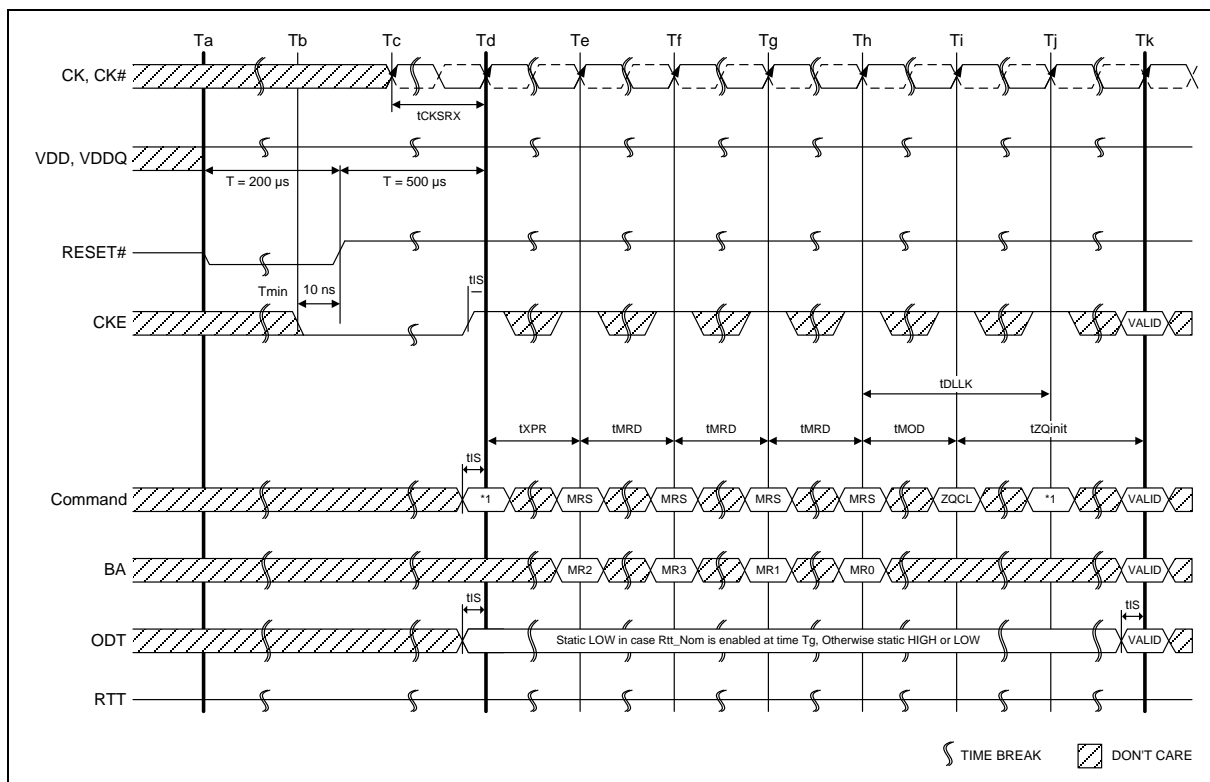 Ta Tb Tc Td Te Tf Tg Th Ti Tj Tk
CK, CK#
tCKSRX
VDD, VDDQ
T = 200 µs T = 500 µs
RESET#
Tmin 10 ns tIS
CKE
VALID
tDLLK
tXPR tMRD tMRD tMRD tMOD tZQinit
tIS
Command *1 MRS MRS MRS MRS ZQCL *1 VALID
BA MR2 MR3 MR1 MR0 VALID
tIS tIS
ODT Static LOW in case Rtt_Nom is enabled at time Tg, Otherwise static HIGH or LOW VALID
RTT
TIME BREAK DON'T CARE